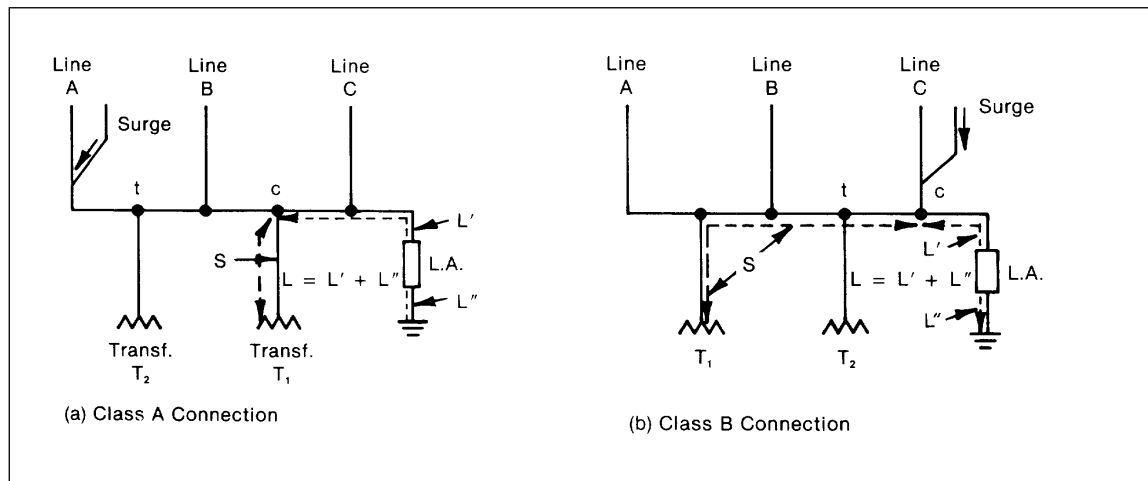 Line
A
Line
B
Line
C
Surge
t
c
L′
S
L = L′ + L″
L.A.
L″
Transf.
T₂
Transf.
T₁
(a) Class A Connection
Line
A
Line
B
Line
C
Surge
t
c
S
L′
L = L′ + L″
L.A.
L″
T₁
T₂
(b) Class B Connection